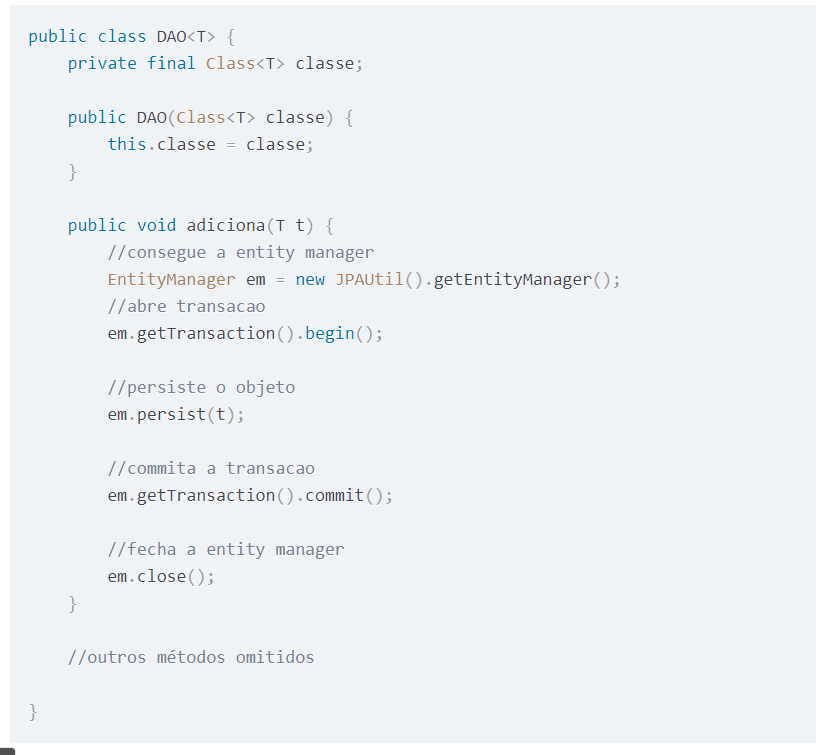 public class DAO<T> {
private final Class<T> classe;
public DAO(Class<T> classe) {
this.classe = classe;
}
public void adiciona(T t) {
//consegue a entity manager
EntityManager em = new JPAUtil().getEntityManager();
//abre transacao
em.getTransaction().begin();
//persiste o objeto
em.persist(t);
//commita a transacao
em.getTransaction().commit();
//fecha a entity manager
em.close();
}
//outros métodos omitidos
}